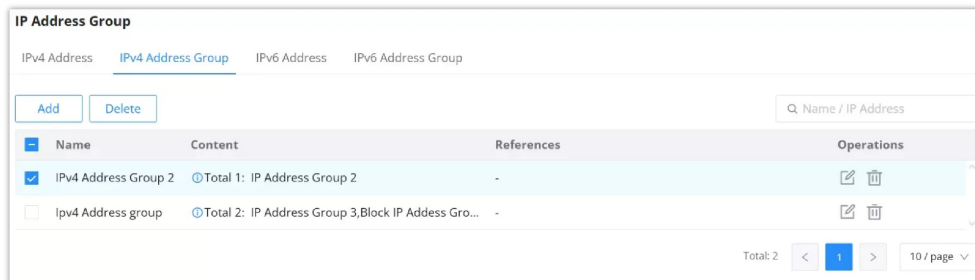 IP Address Group
IPv4 Address IPv4 Address Group IPv6 Address IPv6 Address Group
Add Delete Name / IP Address
Name Content References Operations
IPv4 Address Group 2 Total 1: IP Address Group 2 -
Ipv4 Address group Total 2: IP Address Group 3,Block IP Addess Gro... -
Total: 2 < 1 > 10 / page